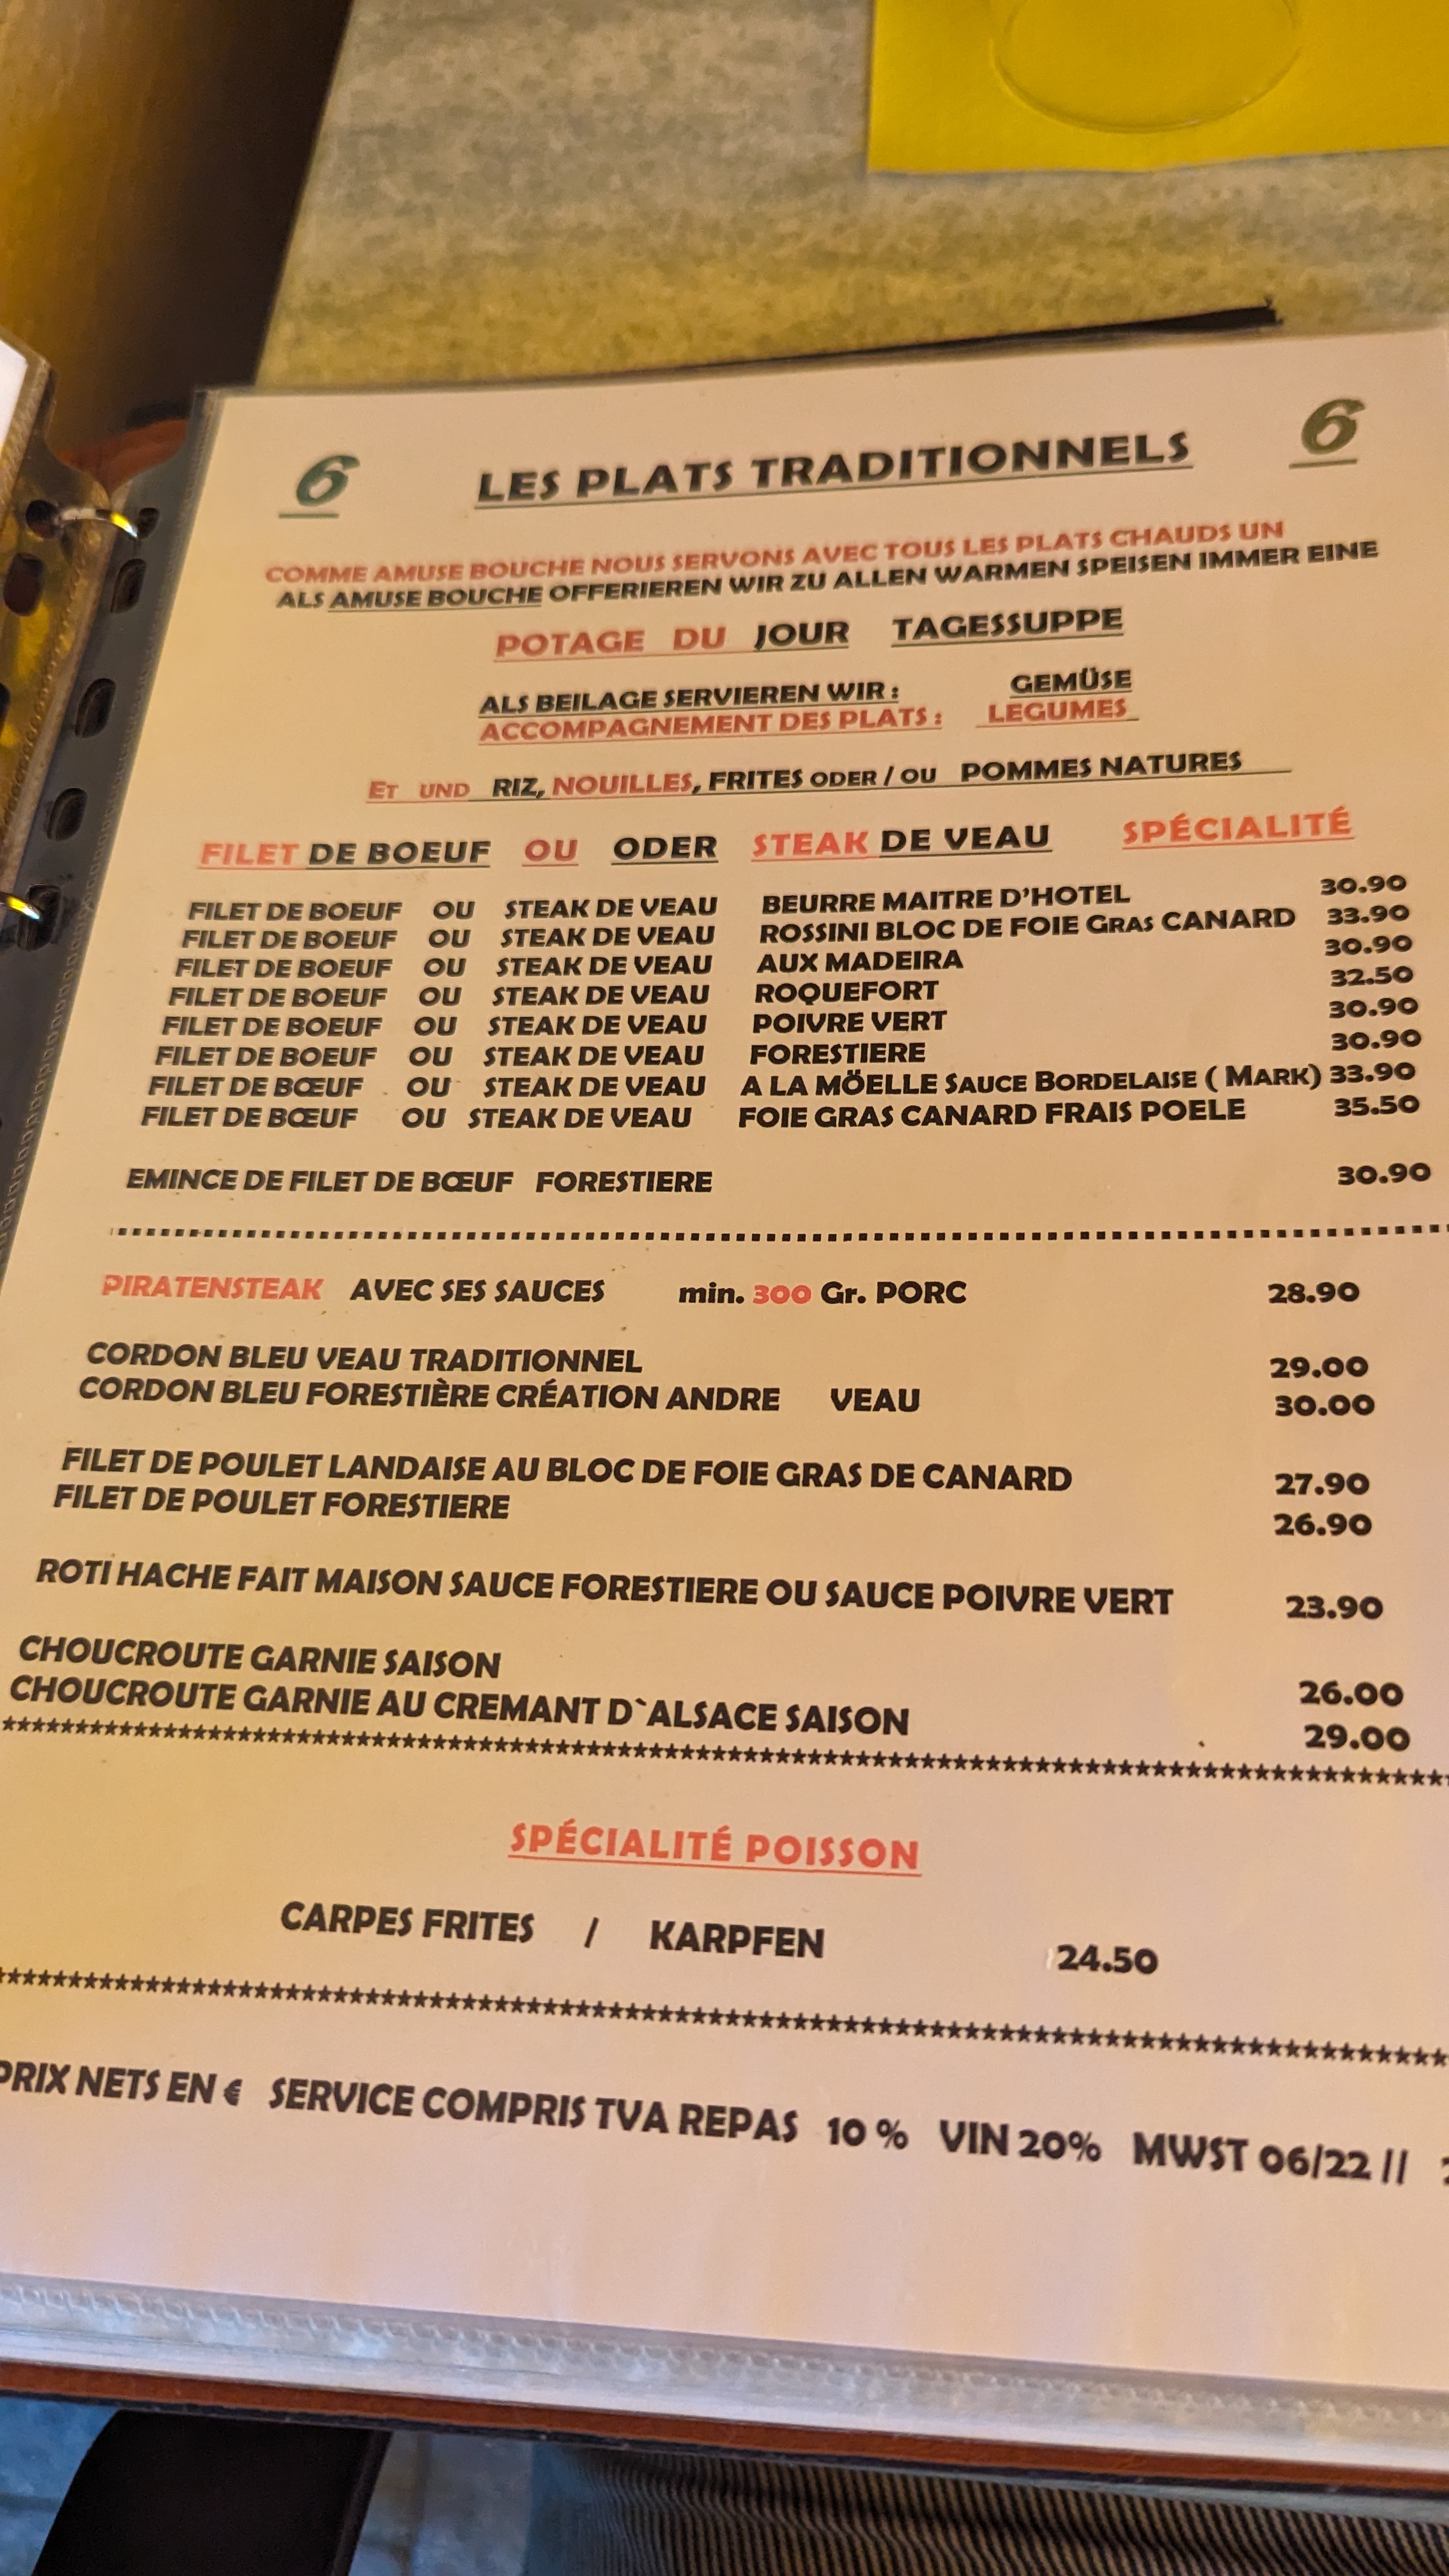 6 LES PLATS TRADITIONNELS 6
COMME AMUSE BOUCHE NOUS SERVONS AVEC TOUS LES PLATS CHAUDS UN
ALS AMUSE BOUCHE OFFERIEREN WIR ZU ALLEN WARMEN SPEISEN IMMER EINE
POTAGE DU JOUR TAGESSUPPE
ALS BEILAGE SERVIEREN WIR : GEMÜSE
ACCOMPAGNEMENT DES PLATS : LEGUMES
ET UND RIZ, NOUILLES, FRITES ODER / OU POMMES NATURES
FILET DE BOEUF OU ODER STEAK DE VEAU SPÉCIALITÉ
FILET DE BOEUF OU STEAK DE VEAU BEURRE MAITRE D'HOTEL 30.90
FILET DE BOEUF OU STEAK DE VEAU ROSSINI BLOC DE FOIE GRAS CANARD 33.90
FILET DE BOEUF OU STEAK DE VEAU AUX MADEIRA 30.90
FILET DE BOEUF OU STEAK DE VEAU ROQUEFORT 32.50
FILET DE BOEUF OU STEAK DE VEAU POIVRE VERT 30.90
FILET DE BOEUF OU STEAK DE VEAU FORESTIERE 30.90
FILET DE BŒUF OU STEAK DE VEAU A LA MÖELLE SAUCE BORDELAISE ( MARK) 33.90
FILET DE BŒUF OU STEAK DE VEAU FOIE GRAS CANARD FRAIS POELE 35.50
EMINCE DE FILET DE BŒUF FORESTIERE 30.90
PIRATENSTEAK AVEC SES SAUCES min. 300 Gr. PORC 28.90
CORDON BLEU VEAU TRADITIONNEL 29.00
CORDON BLEU FORESTIÈRE CRÉATION ANDRE VEAU 30.00
FILET DE POULET LANDAISE AU BLOC DE FOIE GRAS DE CANARD 27.90
FILET DE POULET FORESTIERE 26.90
ROTI HACHE FAIT MAISON SAUCE FORESTIERE OU SAUCE POIVRE VERT 23.90
CHOUCROUTE GARNIE SAISON 26.00
CHOUCROUTE GARNIE AU CREMANT D`ALSACE SAISON 29.00
SPÉCIALITÉ POISSON
CARPES FRITES / KARPFEN 24.50
PRIX NETS EN € SERVICE COMPRIS TVA REPAS 10 % VIN 20% MWST 06/22 //